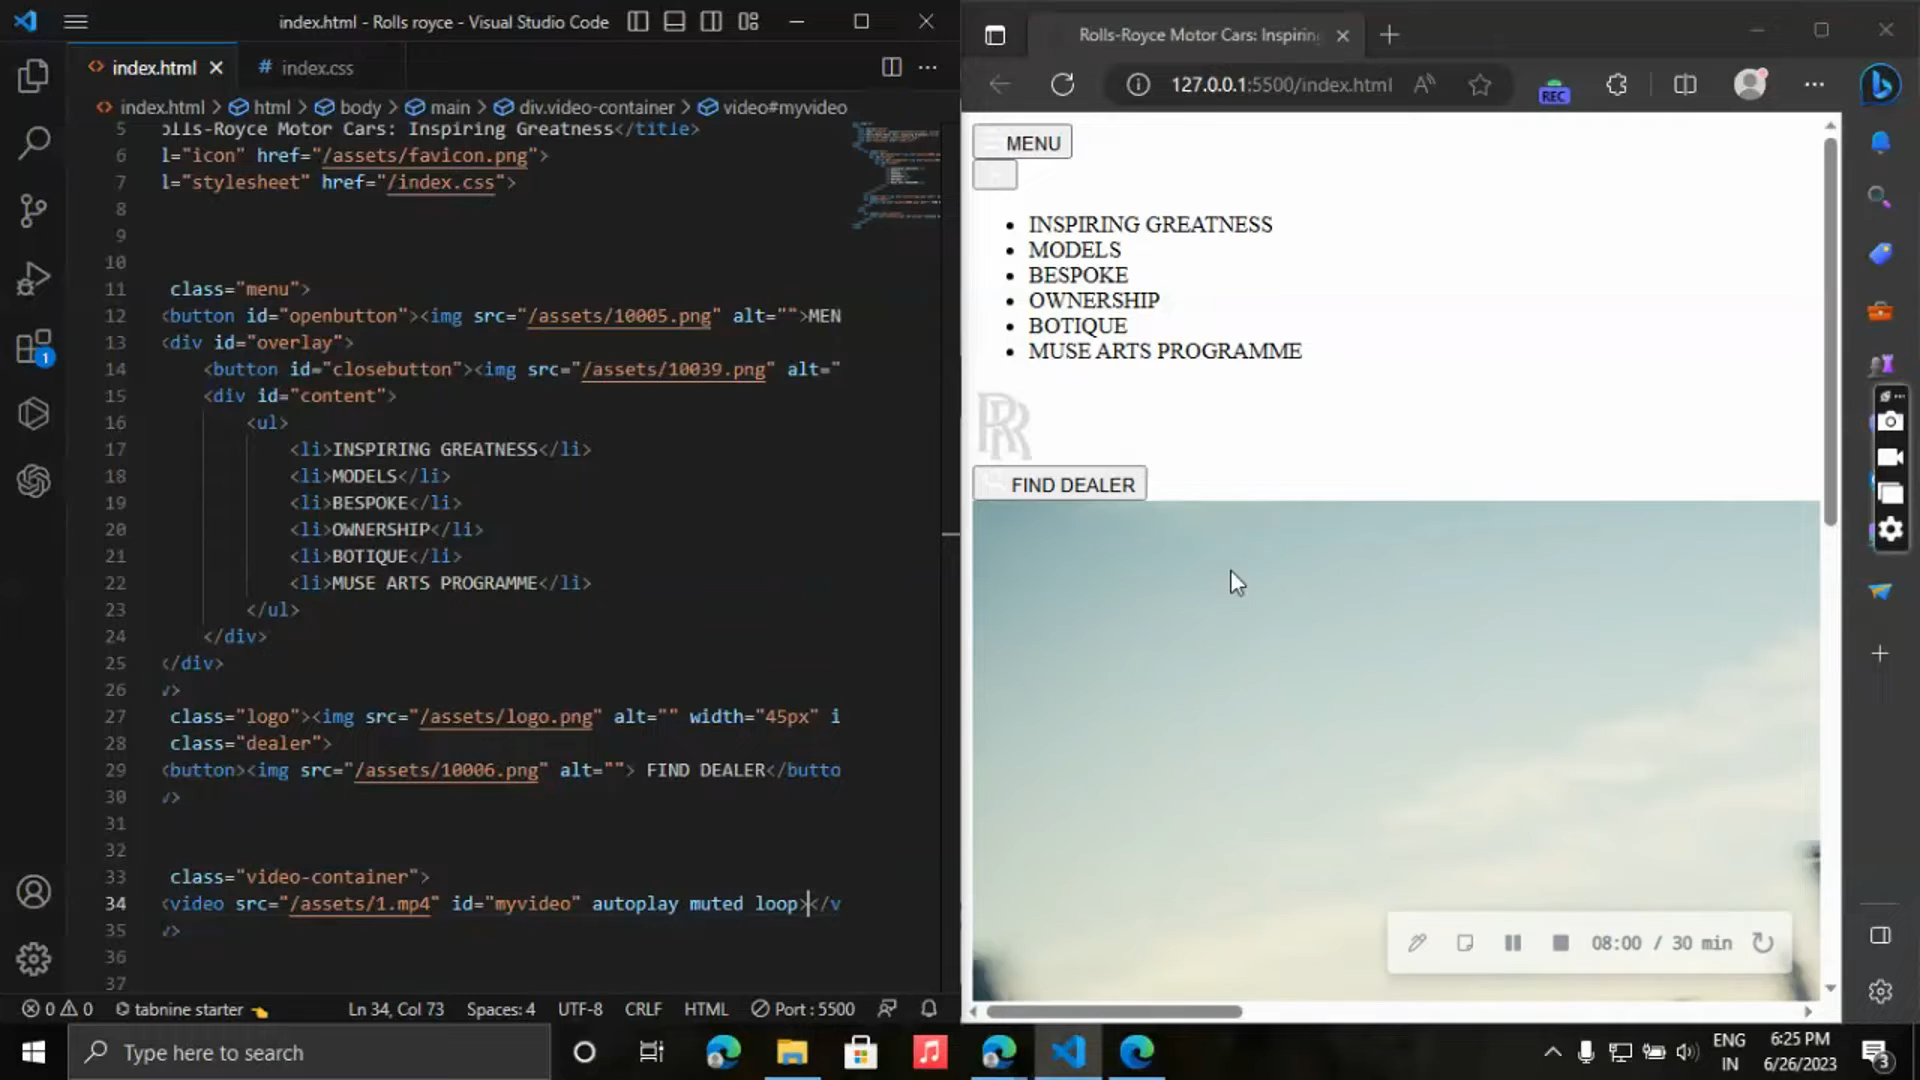 index.html - Rolls royce - Visual Studio Code
index.html
# index.css
index.html > html > body > main > div.video-container > video#myvideo
5 olls-Royce Motor Cars: Inspiring Greatness</title>
6 l="icon" href="/assets/favicon.png">
7 l="stylesheet" href="/index.css">
8
9
10
11 class="menu">
12 <button id="openbutton"><img src="/assets/10005.png" alt="">MEN
13 <div id="overlay">
14 <button id="closebutton"><img src="/assets/10039.png" alt="
15 <div id="content">
16 <ul>
17 <li>INSPIRING GREATNESS</li>
18 <li>MODELS</li>
19 <li>BESPOKE</li>
20 <li>OWNERSHIP</li>
21 <li>BOTIQUE</li>
22 <li>MUSE ARTS PROGRAMME</li>
23 </ul>
24 </div>
25 </div>
26 />
27 class="logo"><img src="/assets/logo.png" alt="" width="45px" i
28 class="dealer">
29 <button><img src="/assets/10006.png" alt=""> FIND DEALER</butto
30 />
31
32
33 class="video-container">
34 <video src="/assets/1.mp4" id="myvideo" autoplay muted loop></v
35 />
36
37
1
0 0 tabnine starter Ln 34, Col 73 Spaces: 4 UTF-8 CRLF HTML Port : 5500
Rolls-Royce Motor Cars: Inspiring
127.0.0.1:5500/index.html
REC
MENU
INSPIRING GREATNESS
MODELS
BESPOKE
OWNERSHIP
BOTIQUE
MUSE ARTS PROGRAMME
RR
FIND DEALER
08:00 / 30 min
Type here to search
ENG
IN
6:25 PM
6/26/2023
3